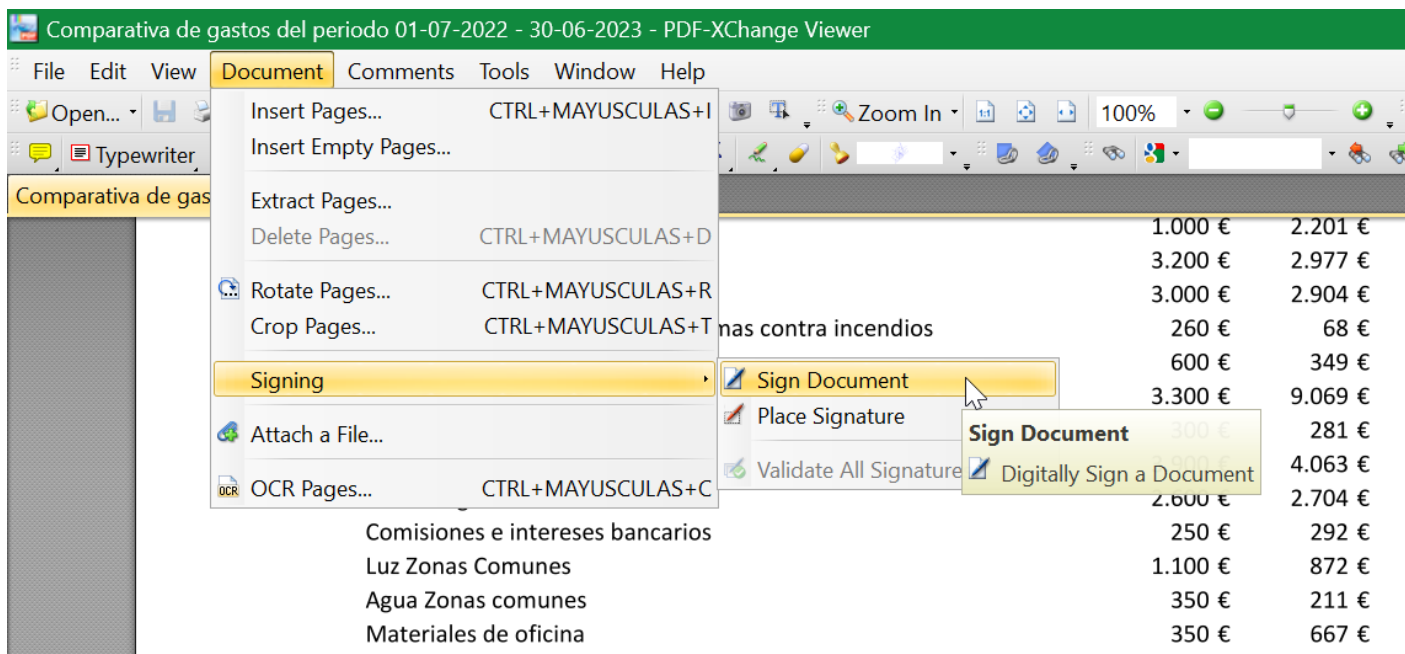 Comparativa de gastos del periodo 01-07-2022 - 30-06-2023 - PDF-XChange Viewer
File Edit View Document Comments Tools Window Help
Open... Zoom In 100%
Typewriter
Comparativa de gas
Insert Pages... CTRL+MAYUSCULAS+I
Insert Empty Pages...
Extract Pages...
Delete Pages... CTRL+MAYUSCULAS+D
Rotate Pages... CTRL+MAYUSCULAS+R
Crop Pages... CTRL+MAYUSCULAS+T
Signing
Attach a File...
OCR OCR Pages... CTRL+MAYUSCULAS+C
Sign Document
Place Signature
Validate All Signature
Sign Document
Digitally Sign a Document
1.000 € 2.201 €
3.200 € 2.977 €
3.000 € 2.904 €
mas contra incendios 260 € 68 €
600 € 349 €
3.300 € 9.069 €
300 € 281 €
4.063 €
2.600 € 2.704 €
Comisiones e intereses bancarios 250 € 292 €
Luz Zonas Comunes 1.100 € 872 €
Agua Zonas comunes 350 € 211 €
Materiales de oficina 350 € 667 €